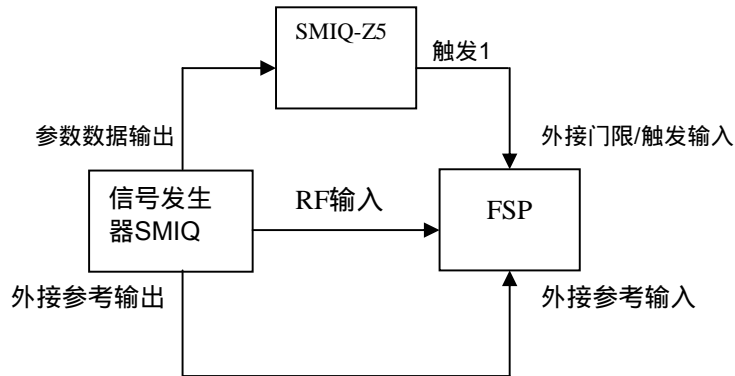 SMIQ-Z5
触发1
参数数据输出
外接门限/触发输入
信号发生
器SMIQ
RF输入
FSP
外接参考输出
外接参考输入